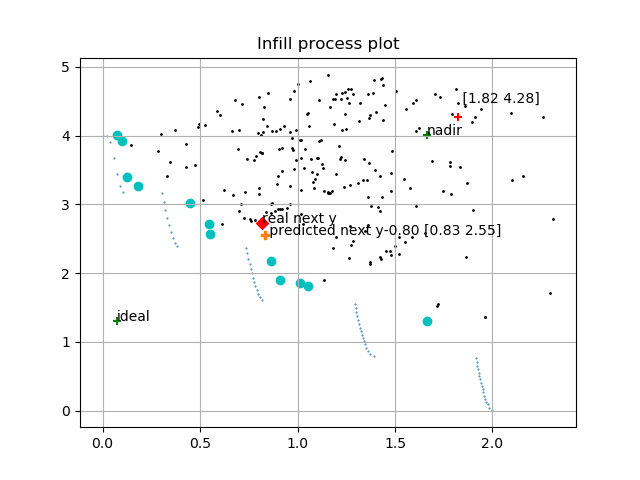 Infill process plot
5
[1.82 4.28]
4
nadir
3
real next y
predicted next y-0.80 [0.83 2.55]
2
ideal
1
0
0.0 0.5 1.0 1.5 2.0